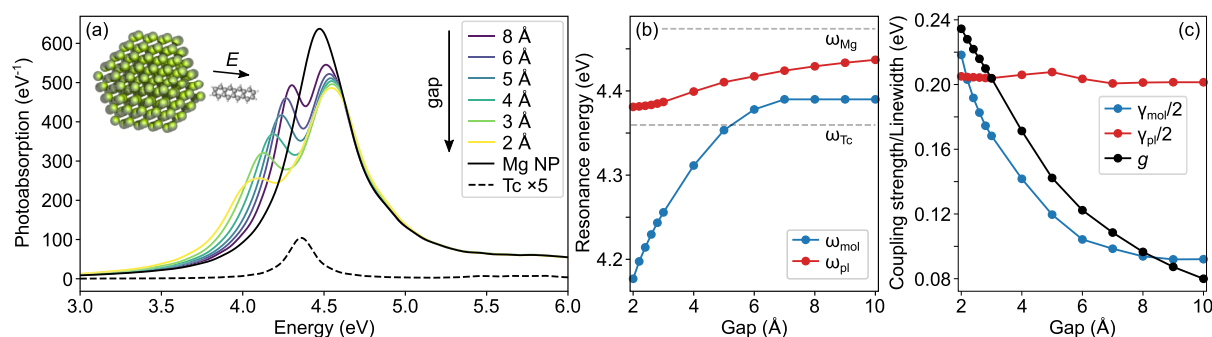 (a)
E
gap
8 Å
6 Å
5 Å
4 Å
3 Å
2 Å
Mg NP
Tc ×5
Photoabsorption (eV⁻¹)
600
500
400
300
200
100
0
3.0 3.5 4.0 4.5 5.0 5.5 6.0
Energy (eV)
(b)
ω_Mg
ω_Tc
ω_mol
ω_pl
Resonance energy (eV)
4.4
4.3
4.2
2 4 6 8 10
Gap (Å)
(c)
γ_mol/2
γ_pl/2
g
Coupling strength/Linewidth (eV)
0.24
0.20
0.16
0.12
0.08
2 4 6 8 10
Gap (Å)